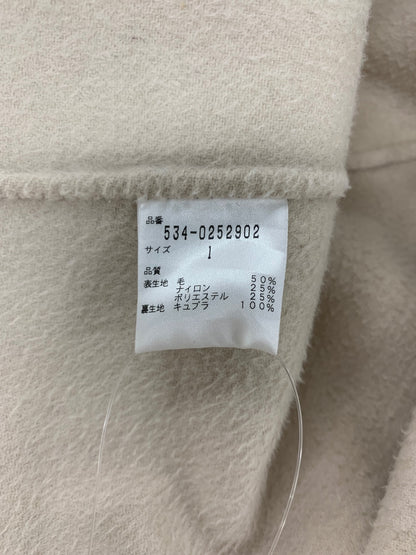 品番
534-0252902
サイズ 1
品質
表生地 毛 50%
ナイロン 25%
ポリエステル 25%
裏生地 キュプラ 100%